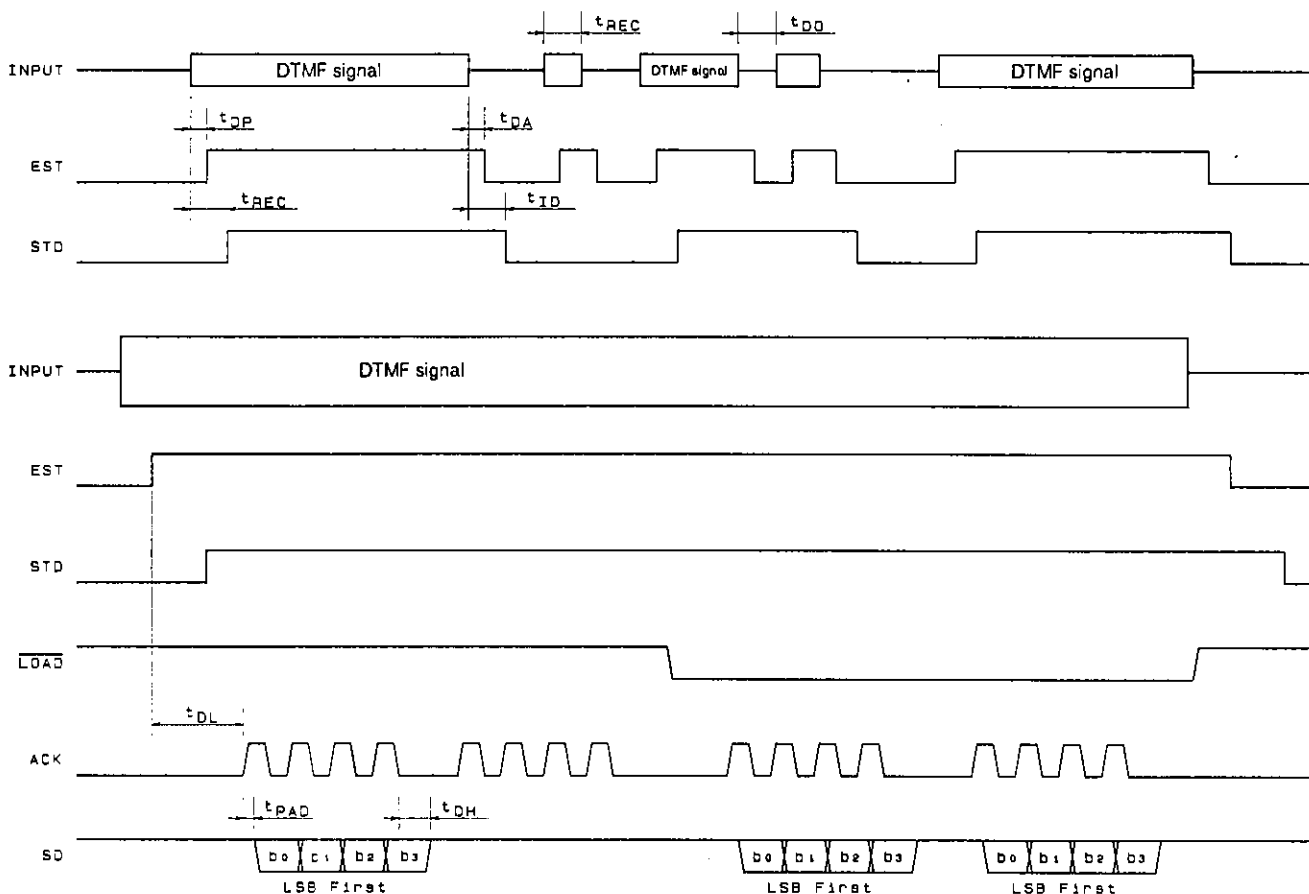 tREC tDO
INPUT DTMF signal DTMF signal DTMF signal
tDP tDA
EST
tREC tID
STD
INPUT DTMF signal
EST
STD
LOAD
tDL
ACK
tPAD tDH
SD b0 b1 b2 b3 b0 b1 b2 b3 b0 b1 b2 b3
LSB First LSB First LSB First